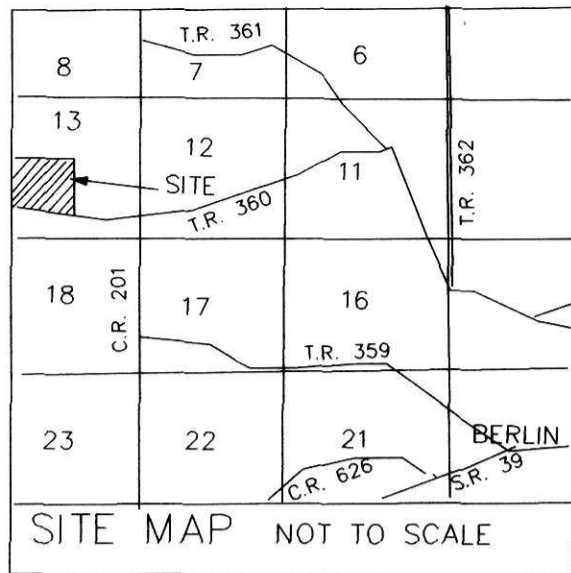 T.R. 361
6
8
7
13
12
11
T.R. 362
SITE
T.R. 360
18
C.R. 201
17
16
T.R. 359
23
22
21
BERLIN
C.R. 626
S.R. 39
SITE MAP NOT TO SCALE